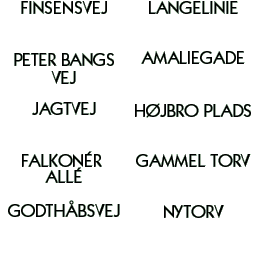 FINSENSVEJ
LANGELINIE
PETER BANGS
VEJ
AMALIEGADE
JAGTVEJ
HØJBRO PLADS
FALKONÉR
ALLÉ
GAMMEL TORV
GODTHÅBSVEJ
NYTORV